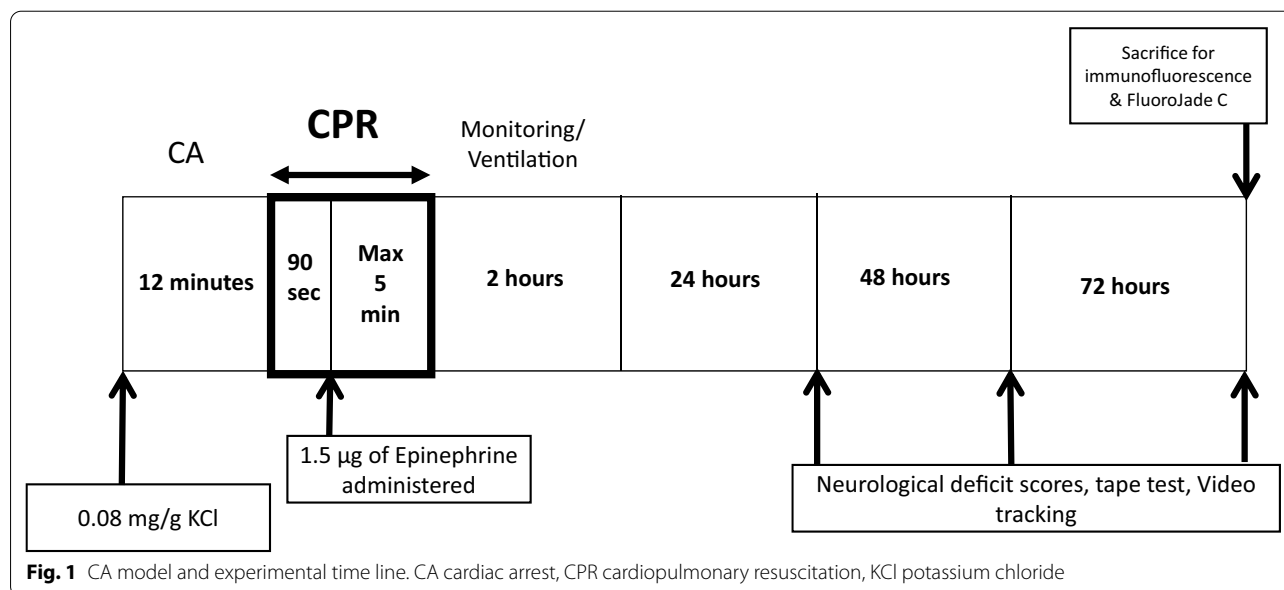 Sacrifice for
immunofluorescence
& FluoroJade C
CPR
CA
Monitoring/
Ventilation
12 minutes
90
sec
Max
5
min
2 hours
24 hours
48 hours
72 hours
1.5 µg of Epinephrine
administered
0.08 mg/g KCl
Neurological deficit scores, tape test, Video
tracking
Fig. 1 CA model and experimental time line. CA cardiac arrest, CPR cardiopulmonary resuscitation, KCl potassium chloride